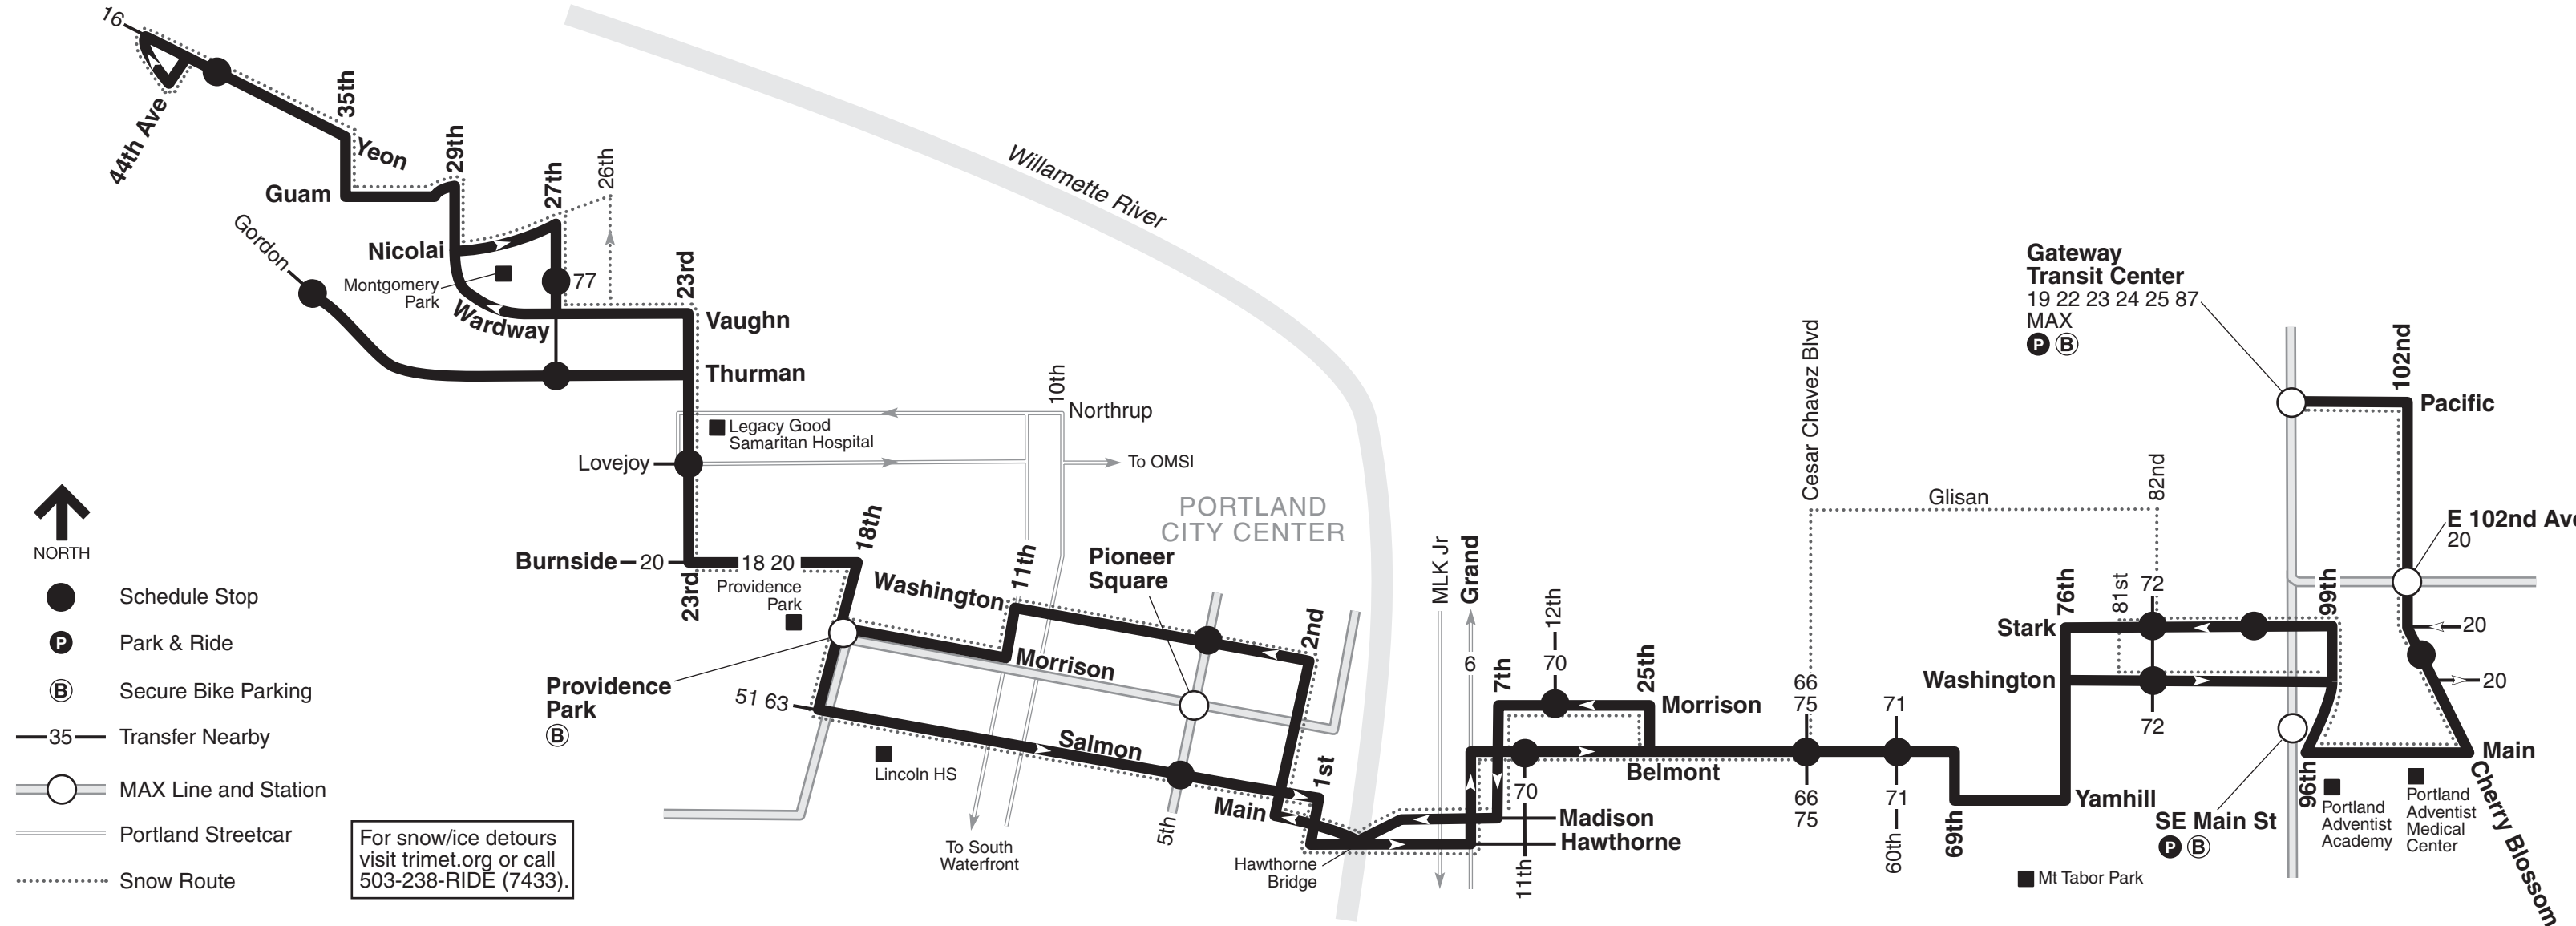 16
44th Ave
35th
Yeon
Guam
29th
27th
26th
Gordon
Nicolai
Montgomery
Park
77
Wardway
23rd
Vaughn
Thurman
Willamette River
10th
Northrup
Legacy Good
Samaritan Hospital
Lovejoy
To OMSI
PORTLAND
CITY CENTER
NORTH
Schedule Stop
P
Park & Ride
B
Secure Bike Parking
35
Transfer Nearby
MAX Line and Station
Portland Streetcar
Snow Route
For snow/ice detours
visit trimet.org or call
503-238-RIDE (7433).
Burnside
20
18 20
23rd
18th
Providence
Park
Washington
11th
Pioneer
Square
2nd
Morrison
Providence
Park
B
51 63
Salmon
Lincoln HS
5th
To South
Waterfront
1st
Main
Hawthorne
Bridge
MLK Jr
Grand
6
7th
12th
70
25th
Morrison
Belmont
70
11th
Madison
Hawthorne
Cesar Chavez Blvd
66
75
66
75
71
71
60th
69th
Yamhill
Glisan
82nd
81st
72
76th
Stark
Washington
72
99th
Gateway
Transit Center
19 22 23 24 25 87
MAX
P B
102nd
Pacific
E 102nd Ave
20
20
20
Main
Cherry Blossom
96th
SE Main St
P B
Portland
Adventist
Academy
Portland
Adventist
Medical
Center
Mt Tabor Park